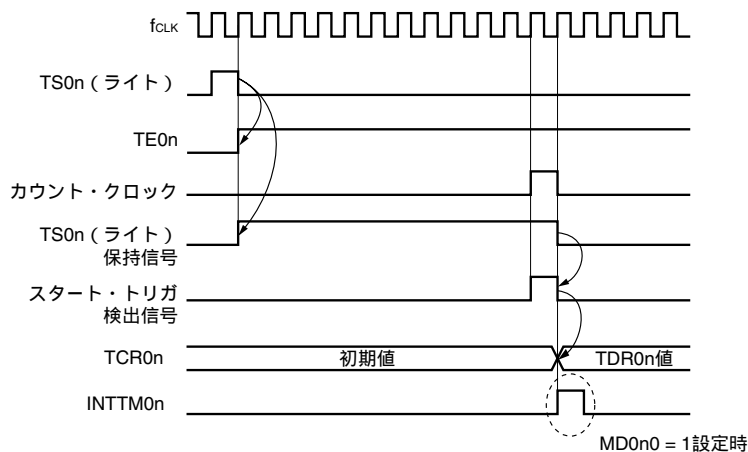 fCLK
TS0n（ライト）
TE0n
カウント・クロック
TS0n（ライト）
保持信号
スタート・トリガ
検出信号
TCR0n
初期値
TDR0n値
INTTM0n
MD0n0 = 1設定時